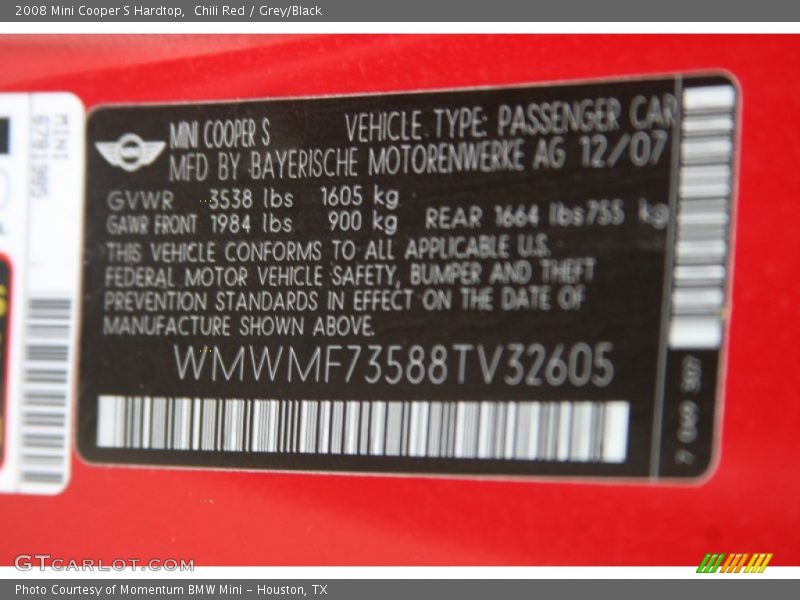 2008 Mini Cooper S Hardtop,  Chili Red / Grey/Black
MINI
6791985
MINI COOPER S VEHICLE TYPE: PASSENGER CAR
MFD BY BAYERISCHE MOTORENWERKE AG 12/07
GVWR 3538 lbs 1605 kg
GAWR FRONT 1984 lbs 900 kg REAR 1664 lbs 755 kg
THIS VEHICLE CONFORMS TO ALL APPLICABLE U.S.
FEDERAL MOTOR VEHICLE SAFETY, BUMPER AND THEFT
PREVENTION STANDARDS IN EFFECT ON THE DATE OF
MANUFACTURE SHOWN ABOVE.
WMWMF73588TV32605
GTCARLOT.COM
Photo Courtesy of Momentum BMW Mini - Houston, TX